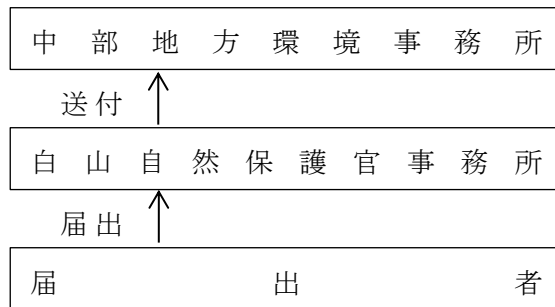 中部地方環境事務所
送付
白山自然保護官事務所
届出
届出者